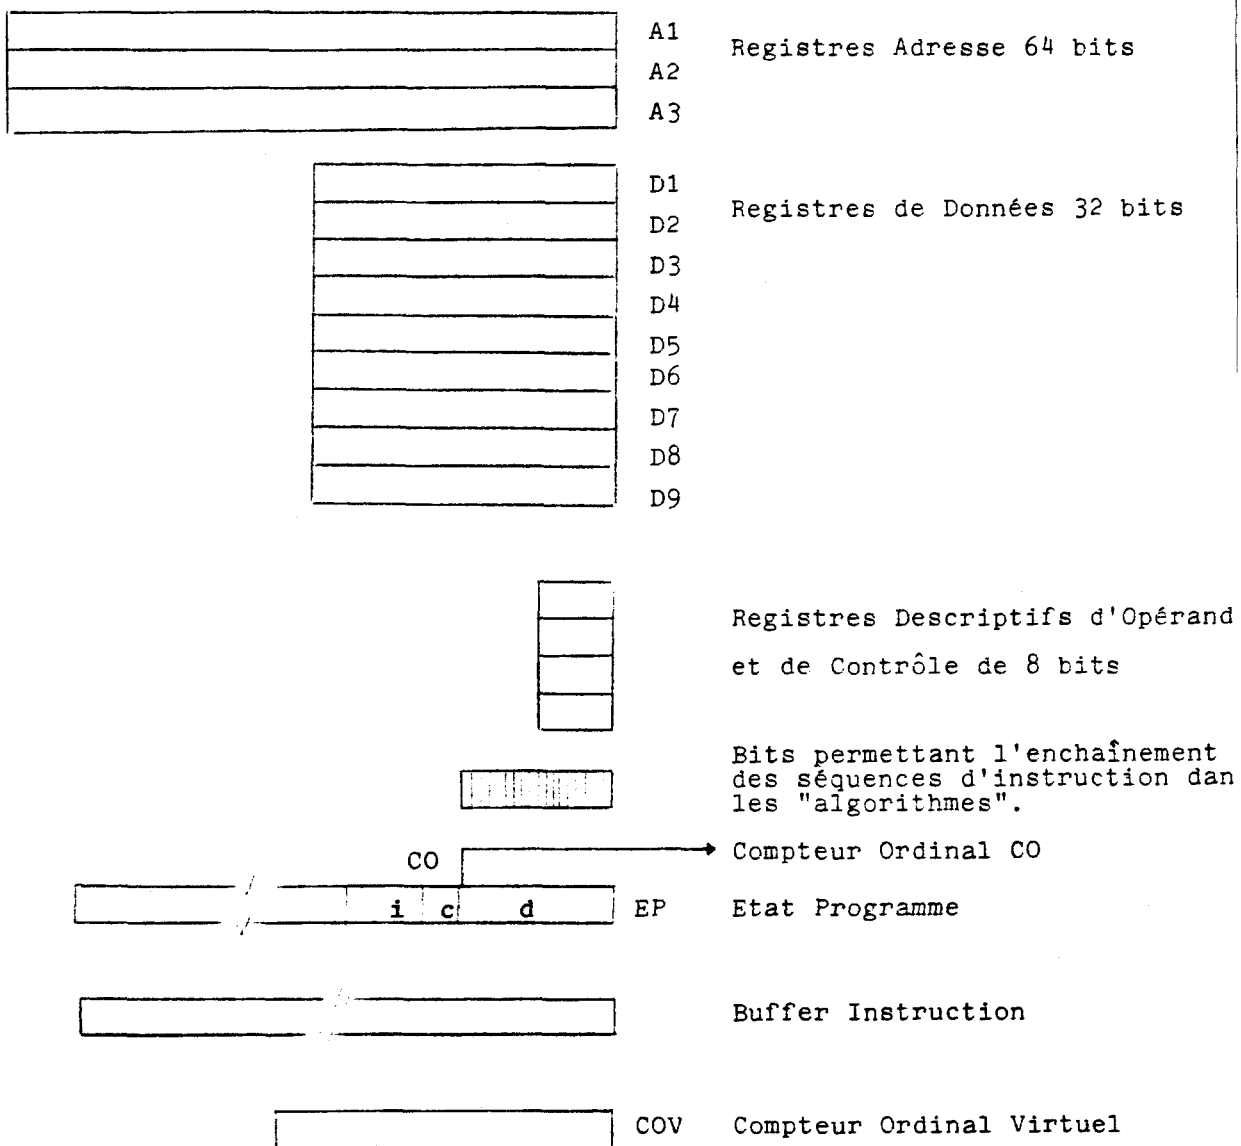 A1
Registres Adresse 64 bits
A2
A3
D1
Registres de Données 32 bits
D2
D3
D4
D5
D6
D7
D8
D9
Registres Descriptifs d'Opérand
et de Contrôle de 8 bits
Bits permettant l'enchaînement
des séquences d'instruction dan
les "algorithmes".
CO
Compteur Ordinal CO
i c d EP Etat Programme
Buffer Instruction
COV Compteur Ordinal Virtuel